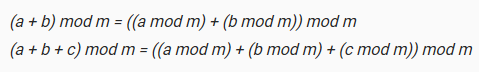 (a + b) mod m = ((a mod m) + (b mod m)) mod m
(a + b + c) mod m = ((a mod m) + (b mod m) + (c mod m)) mod m